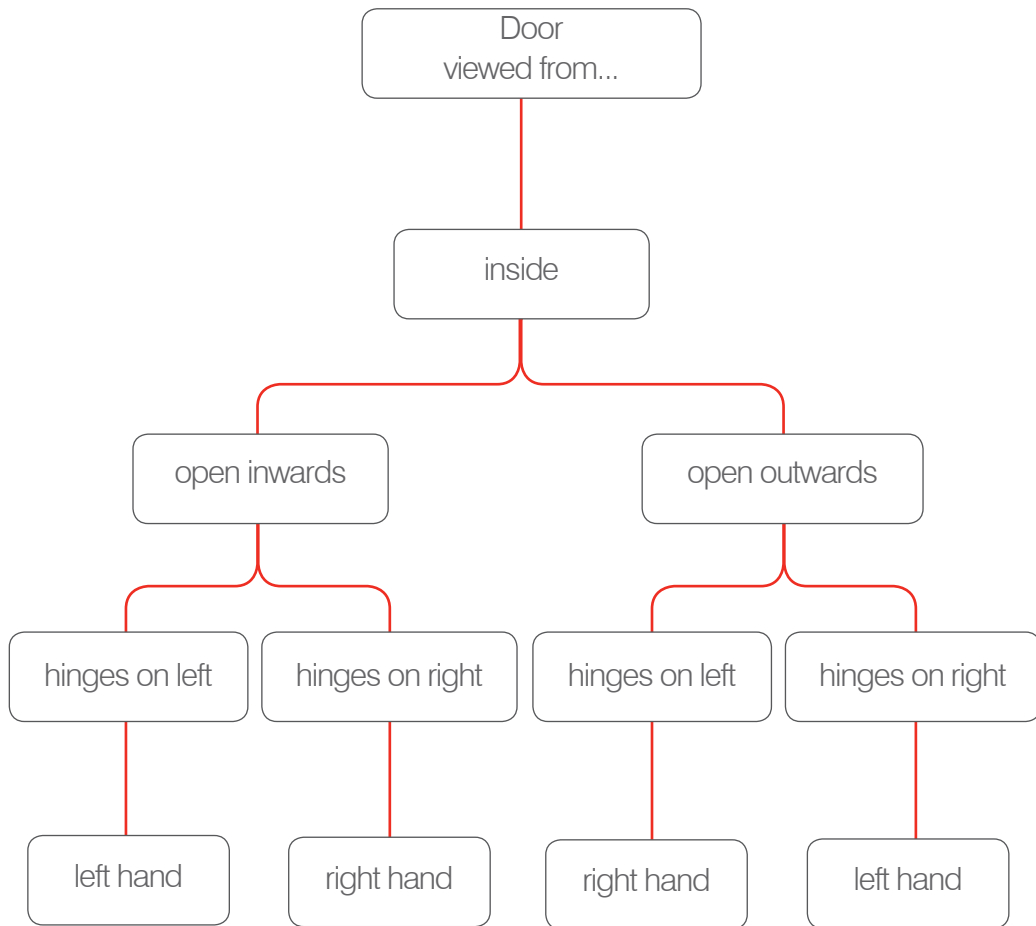 Door
viewed from...
inside
open inwards
open outwards
hinges on left
hinges on right
hinges on left
hinges on right
left hand
right hand
right hand
left hand